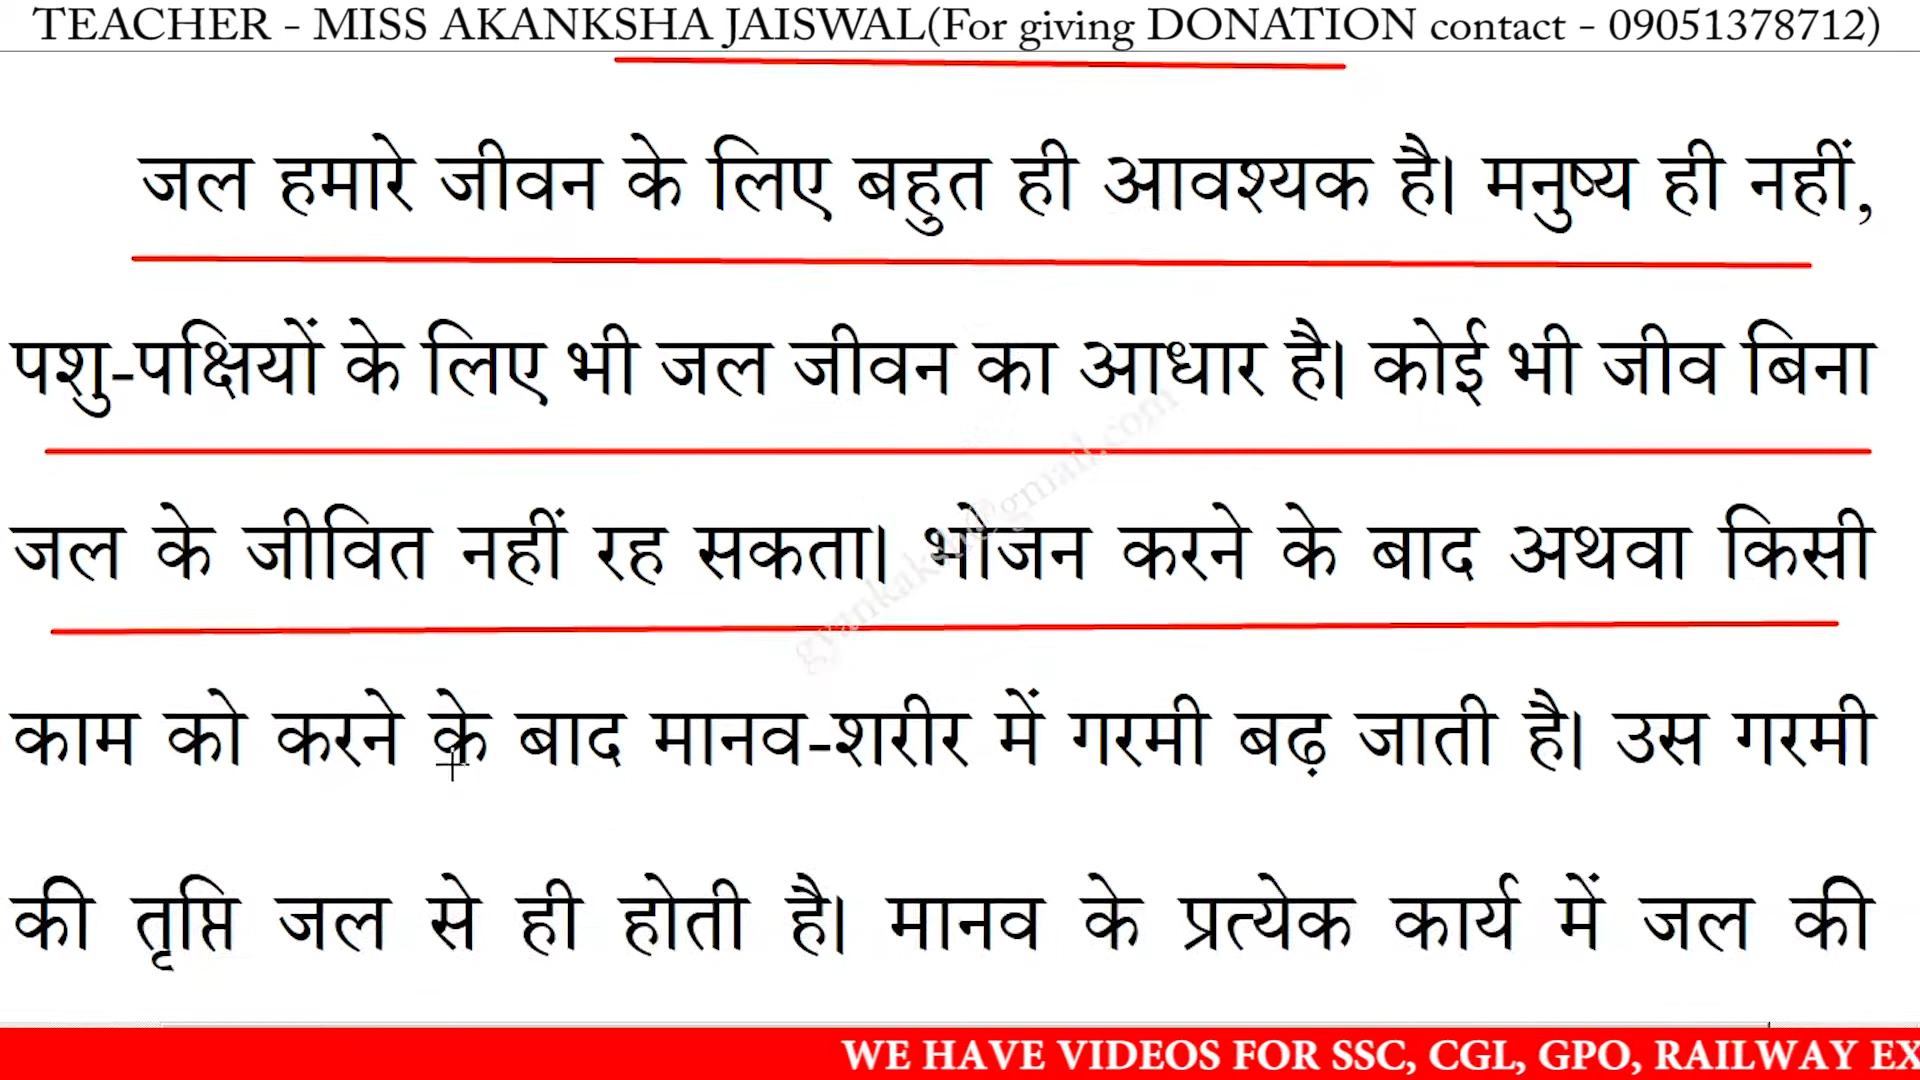 TEACHER - MISS AKANKSHA JAISWAL(For giving DONATION contact - 09051378712)
जल हमारे जीवन के लिए बहुत ही आवश्यक है। मनुष्य ही नहीं,
पशु-पक्षियों के लिए भी जल जीवन का आधार है। कोई भी जीव बिना
जल के जीवित नहीं रह सकता। भोजन करने के बाद अथवा किसी
काम को करने के बाद मानव-शरीर में गरमी बढ़ जाती है। उस गरमी
की तृप्ति जल से ही होती है। मानव के प्रत्येक कार्य में जल की
WE HAVE VIDEOS FOR SSC, CGL, GPO, RAILWAY EX